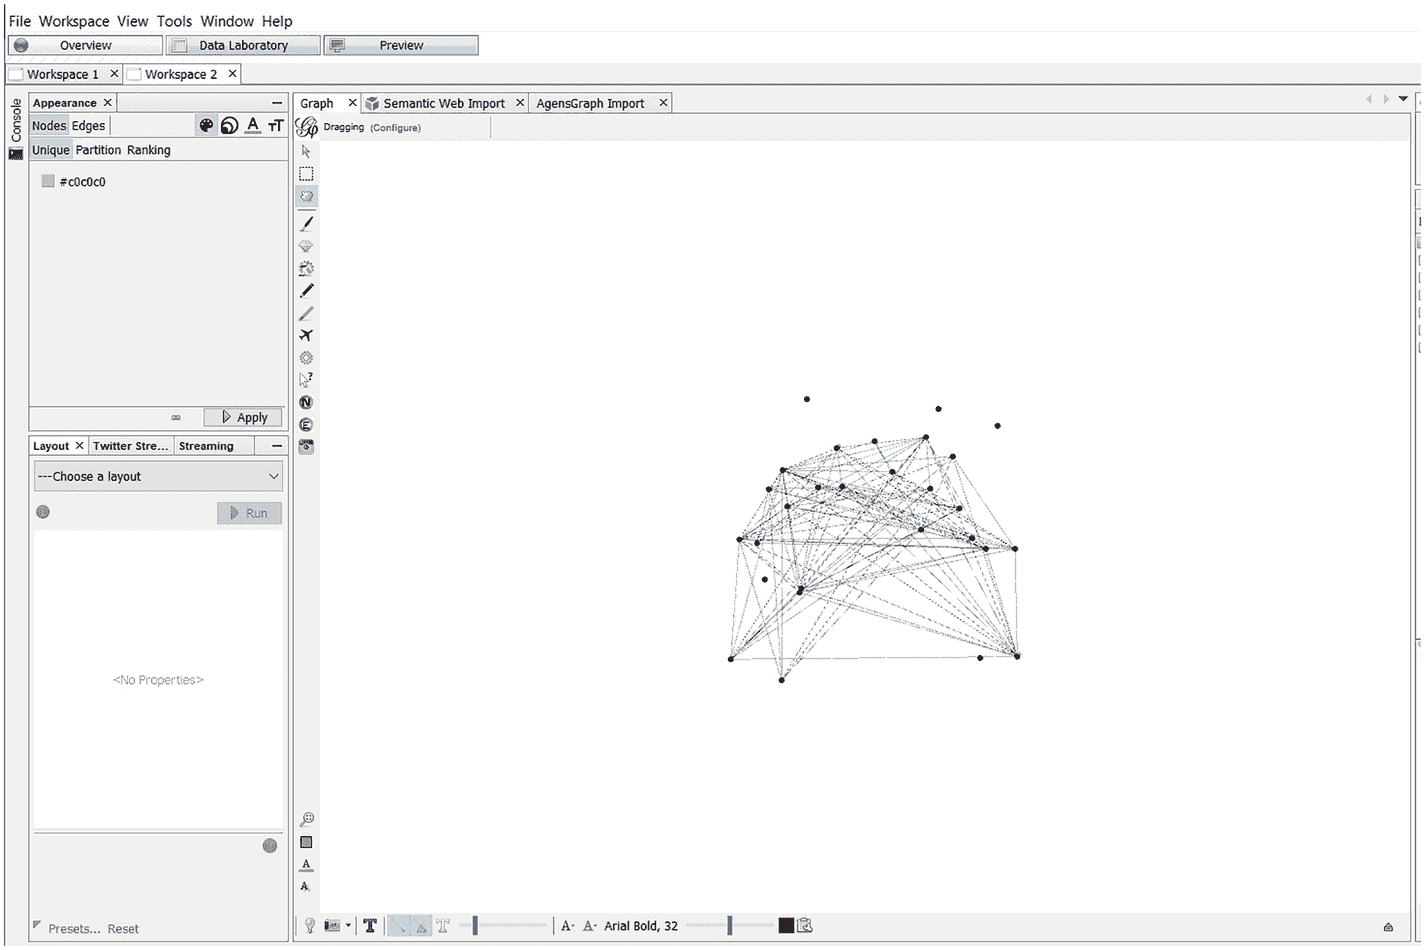 File Workspace View Tools Window Help
Overview Data Laboratory Preview
Workspace 1 Workspace 2
Console
Appearance
Nodes Edges
Unique Partition Ranking
#c0c0c0
Apply
Layout Twitter Stre... Streaming
---Choose a layout
Run
<No Properties>
Presets... Reset
Graph Semantic Web Import AgensGraph Import
Dragging (Configure)
Arial Bold, 32